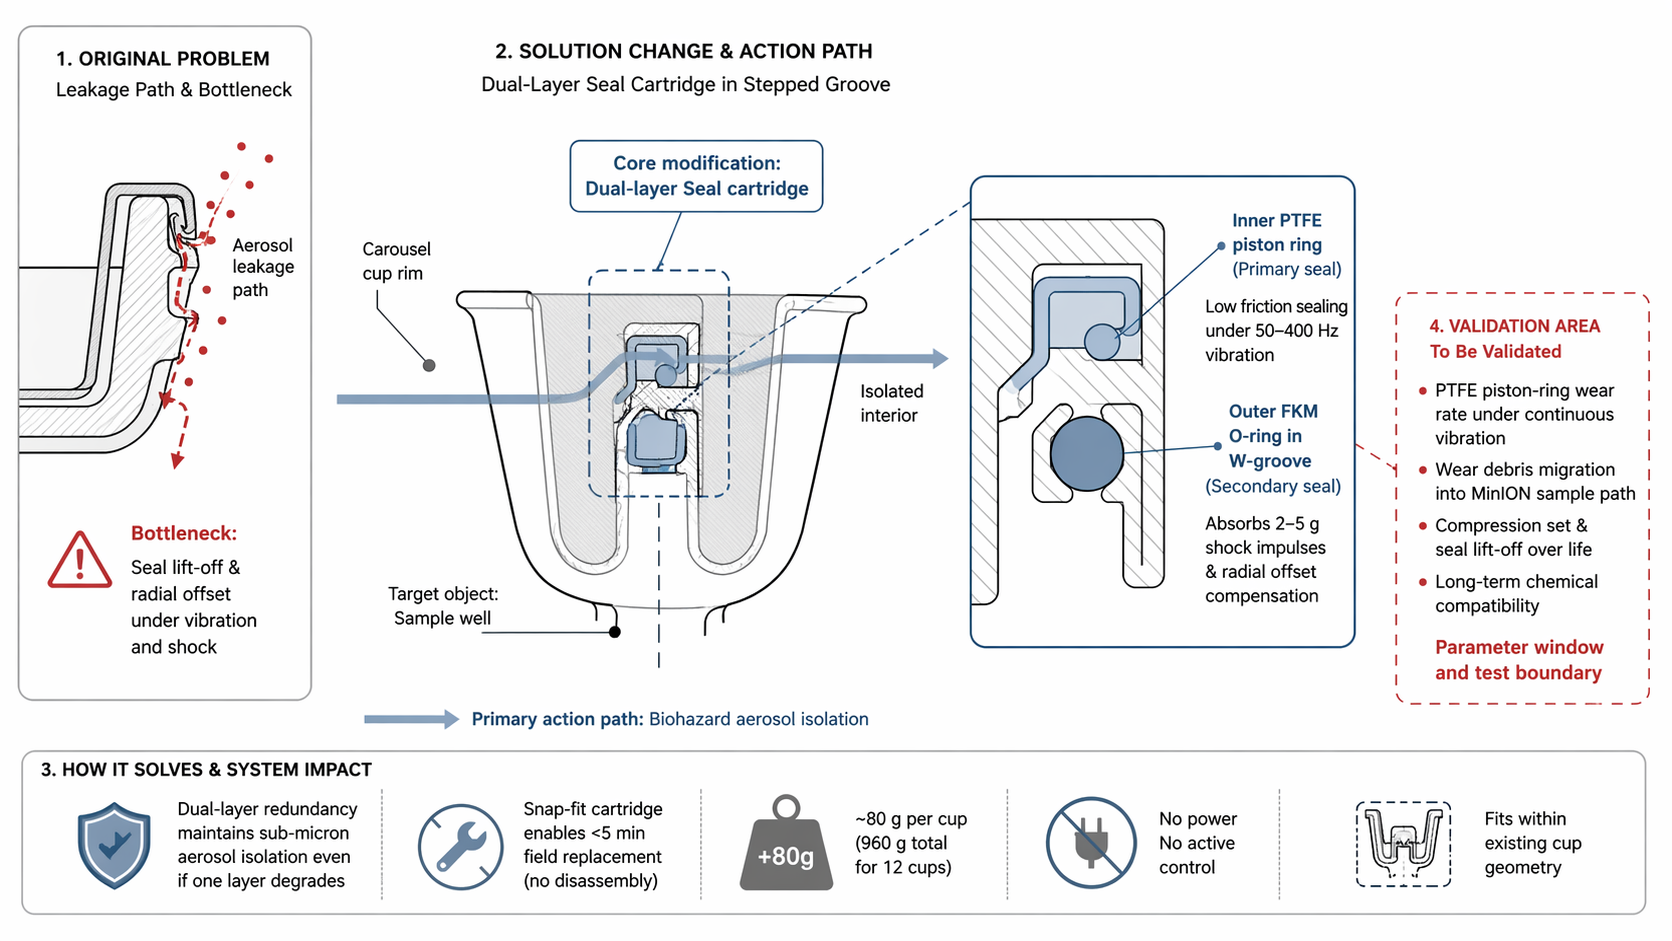 1. ORIGINAL PROBLEM
Leakage Path & Bottleneck
Aerosol
leakage
path
Bottleneck:
Seal lift-off &
radial offset
under vibration
and shock
2. SOLUTION CHANGE & ACTION PATH
Dual-Layer Seal Cartridge in Stepped Groove
Core modification:
Dual-layer Seal cartridge
Carousel
cup rim
Isolated
interior
Target object:
Sample well
Primary action path: Biohazard aerosol isolation
Inner PTFE
piston ring
(Primary seal)
Low friction sealing
under 50–400 Hz
vibration
Outer FKM
O-ring in
W-groove
(Secondary seal)
Absorbs 2–5 g
shock impulses
& radial offset
compensation
4. VALIDATION AREA
To Be Validated
• PTFE piston-ring wear
rate under continuous
vibration
• Wear debris migration
into MinION sample path
• Compression set &
seal lift-off over life
• Long-term chemical
compatibility
Parameter window
and test boundary
3. HOW IT SOLVES & SYSTEM IMPACT
Dual-layer redundancy
maintains sub-micron
aerosol isolation even
if one layer degrades
Snap-fit cartridge
enables <5 min
field replacement
(no disassembly)
+80g
~80 g per cup
(960 g total
for 12 cups)
No power
No active
control
Fits within
existing cup
geometry